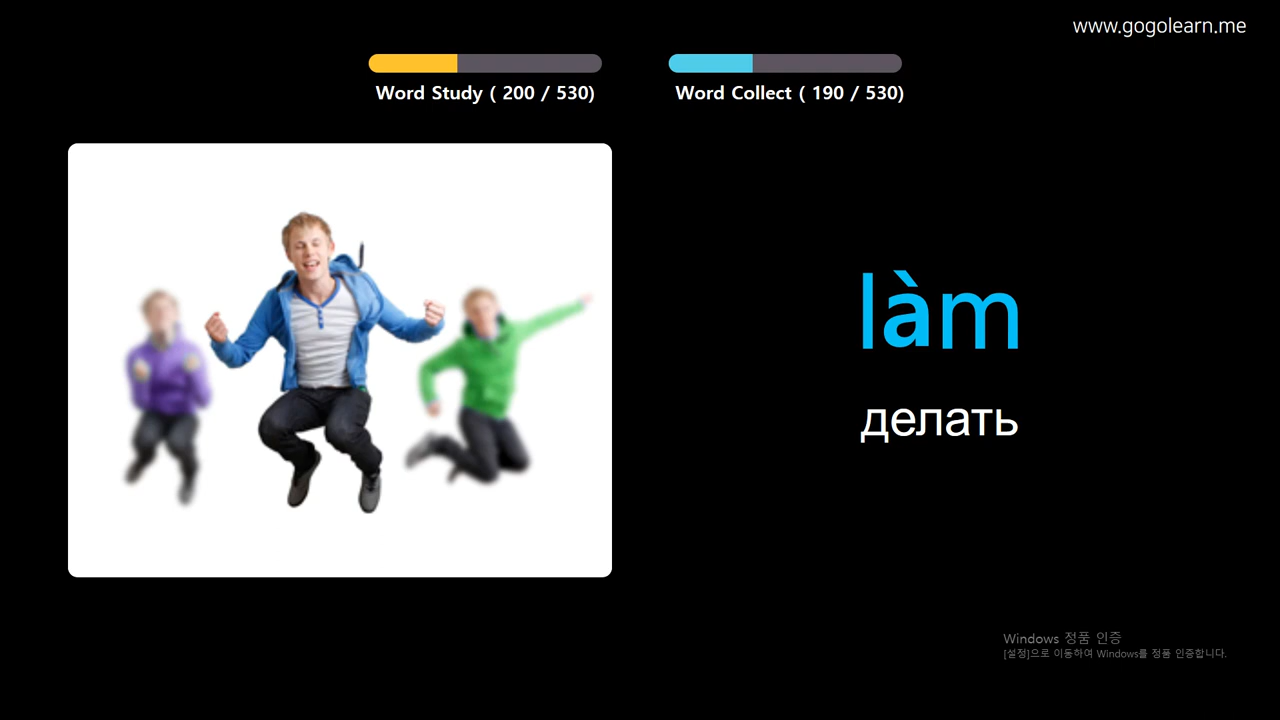 www.gogolearn.me
Word Study ( 200 / 530)
Word Collect ( 190 / 530)
làm
делать
Windows 정품 인증
[설정]으로 이동하여 Windows를 정품 인증합니다.